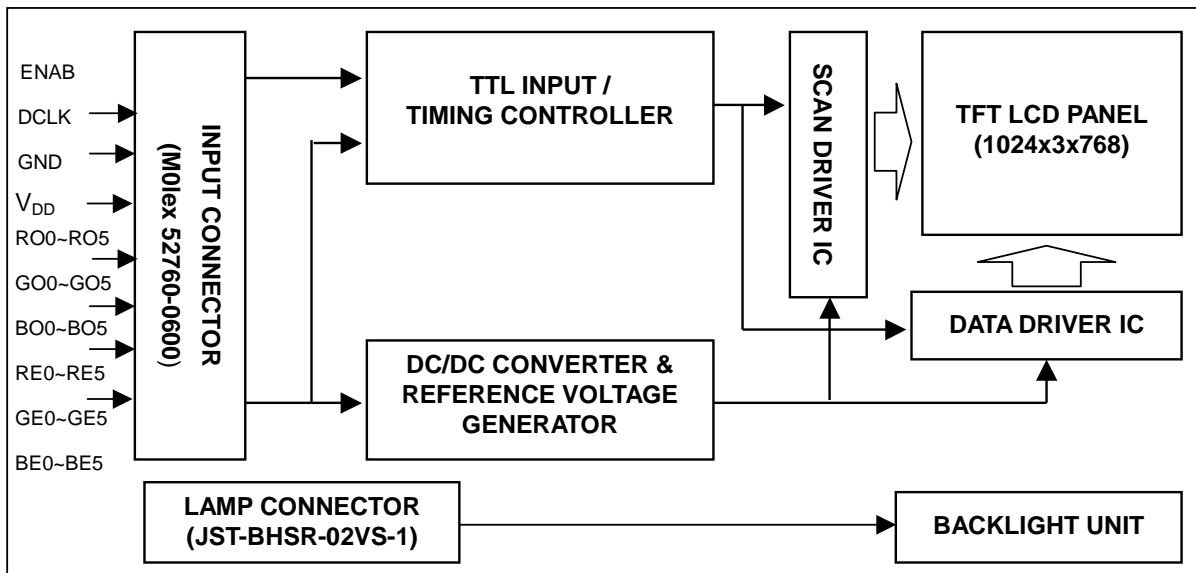 ENAB
DCLK
GND
VDD
RO0~RO5
GO0~GO5
BO0~BO5
RE0~RE5
GE0~GE5
BE0~BE5
INPUT CONNECTOR
(M0lex 52760-0600)
TTL INPUT /
TIMING CONTROLLER
SCAN DRIVER IC
TFT LCD PANEL
(1024x3x768)
DATA DRIVER IC
DC/DC CONVERTER &
REFERENCE VOLTAGE
GENERATOR
LAMP CONNECTOR
(JST-BHSR-02VS-1)
BACKLIGHT UNIT